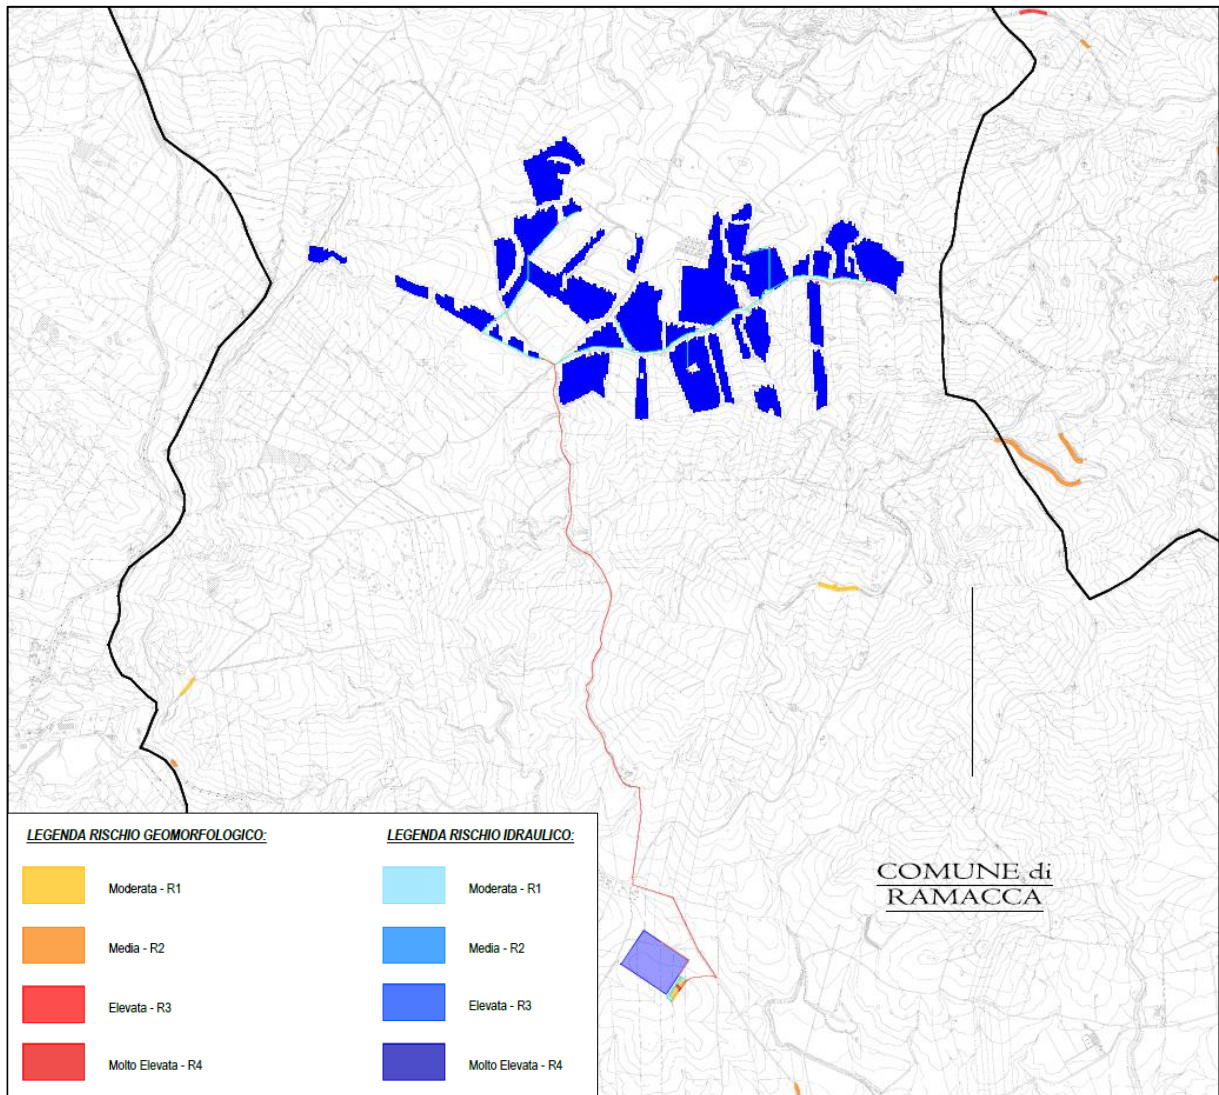 COMUNE di
RAMACCA
LEGENDA RISCHIO GEOMORFOLOGICO:
Moderata - R1
Media - R2
Elevata - R3
Molto Elevata - R4
LEGENDA RISCHIO IDRAULICO:
Moderata - R1
Media - R2
Elevata - R3
Molto Elevata - R4